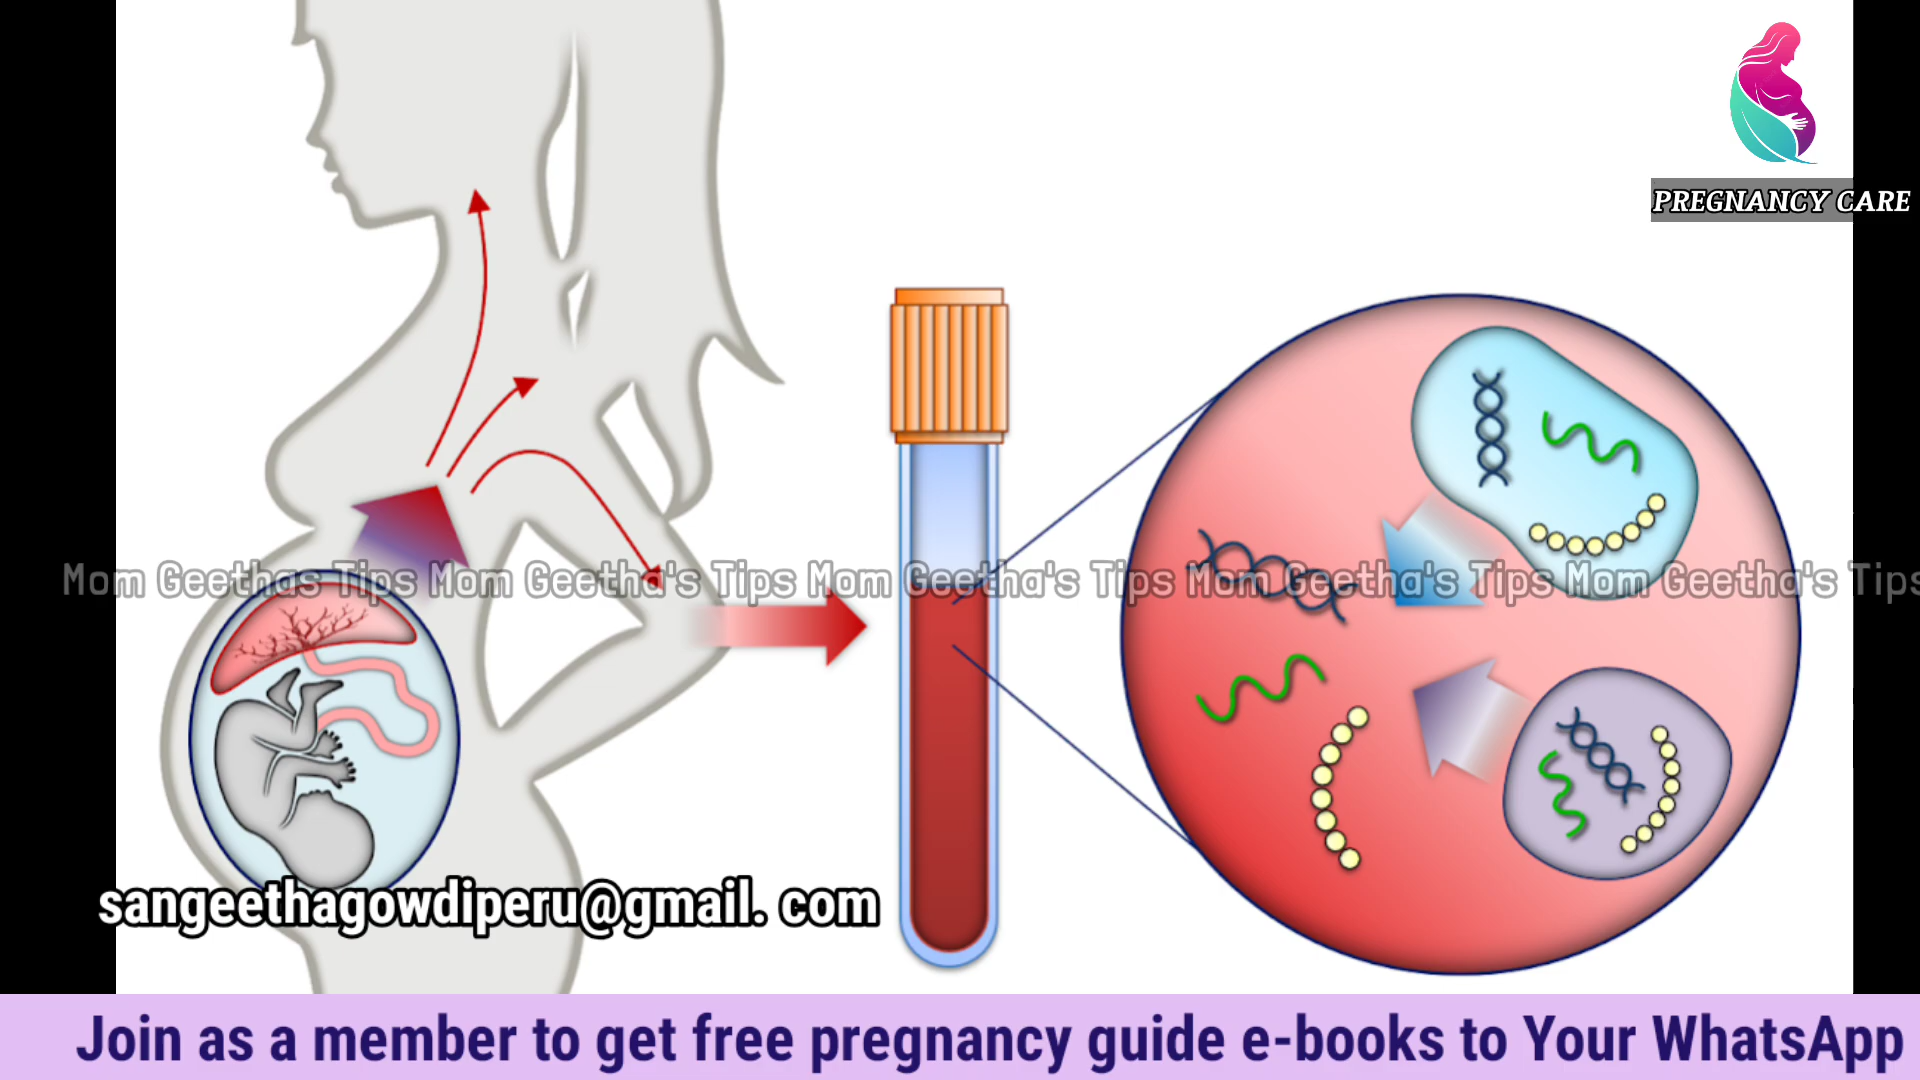 PREGNANCY CARE
Mom Geethas Tips Mom Geetha's Tips Mom Geetha's Tips Mom Geetha's Tips Mom Geetha's Tips
sangeethagowdiperu@gmail. com
Join as a member to get free pregnancy guide e-books to Your WhatsApp